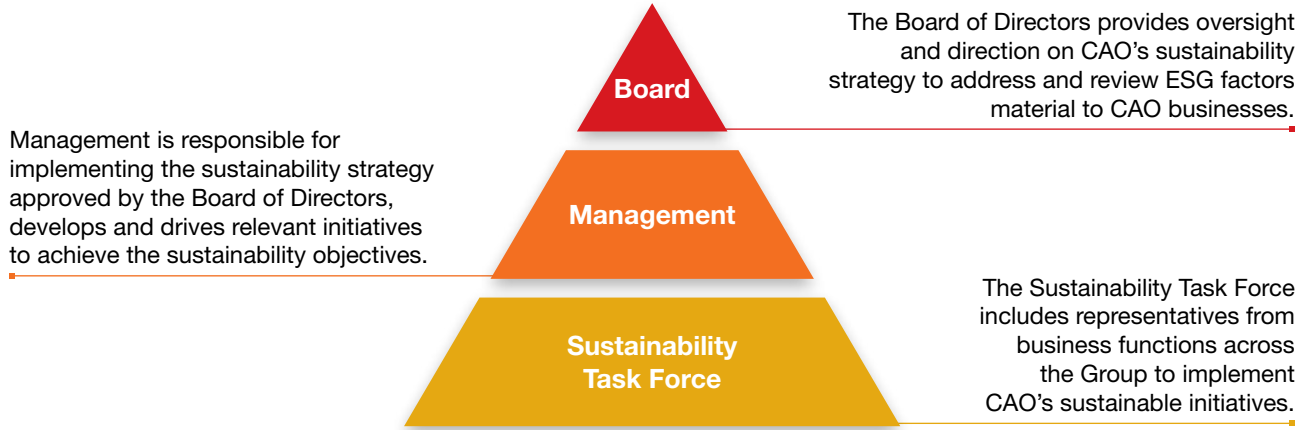 The Board of Directors provides oversight
and direction on CAO’s sustainability
strategy to address and review ESG factors
material to CAO businesses.
Board
Management is responsible for
implementing the sustainability strategy
approved by the Board of Directors,
develops and drives relevant initiatives
to achieve the sustainability objectives.
Management
The Sustainability Task Force
includes representatives from
business functions across
the Group to implement
CAO’s sustainable initiatives.
Sustainability
Task Force